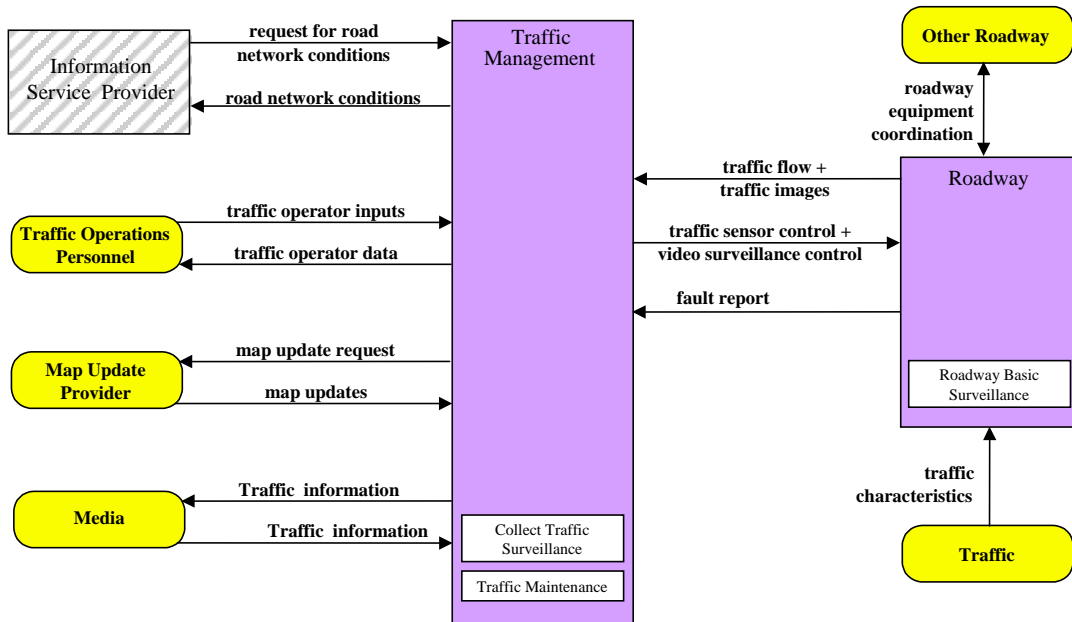 Information
Service Provider
request for road
network conditions
road network conditions
Traffic
Management
Other Roadway
roadway
equipment
coordination
traffic flow +
traffic images
Roadway
Traffic Operations
Personnel
traffic operator inputs
traffic operator data
traffic sensor control +
video surveillance control
fault report
Map Update
Provider
map update request
map updates
Roadway Basic
Surveillance
Media
Traffic information
Traffic information
Collect Traffic
Surveillance
Traffic Maintenance
traffic
characteristics
Traffic